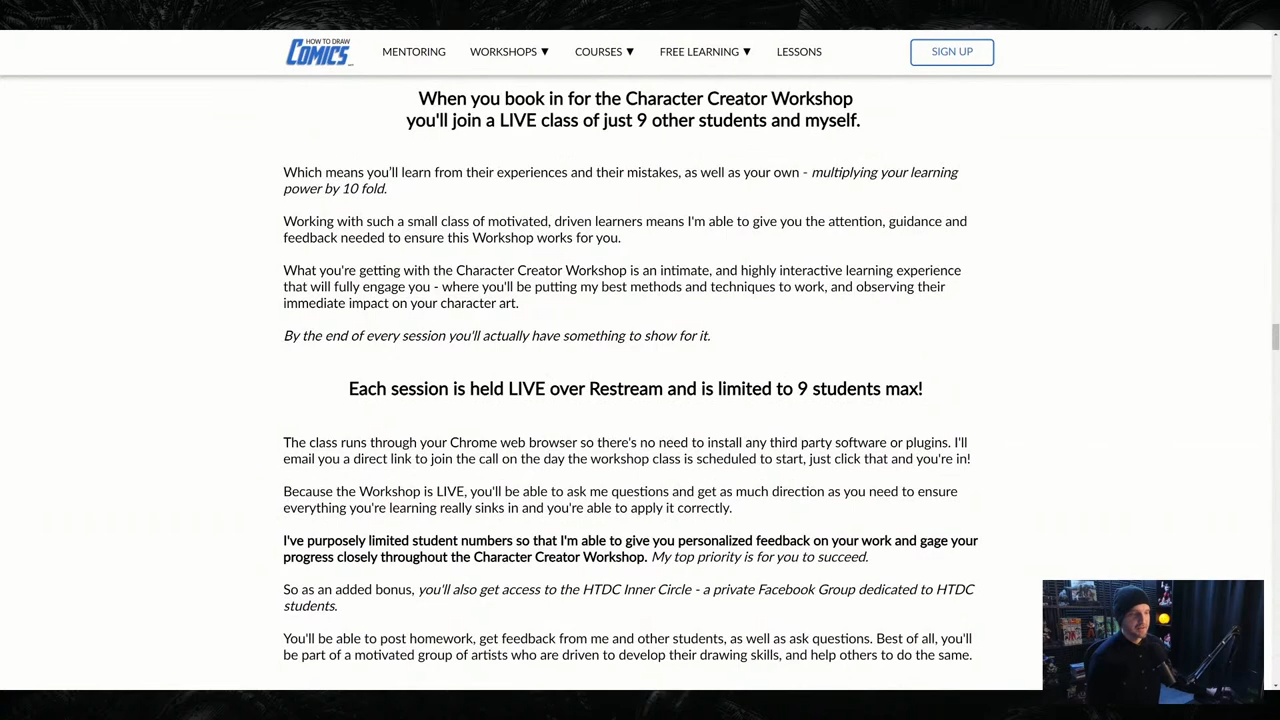 HOW TO DRAW
COMICS
MENTORING
WORKSHOPS ▼
COURSES ▼
FREE LEARNING ▼
LESSONS
SIGN UP
When you book in for the Character Creator Workshop
you'll join a LIVE class of just 9 other students and myself.
Which means you'll learn from their experiences and their mistakes, as well as your own - multiplying your learning
power by 10 fold.
Working with such a small class of motivated, driven learners means I'm able to give you the attention, guidance and
feedback needed to ensure this Workshop works for you.
What you're getting with the Character Creator Workshop is an intimate, and highly interactive learning experience
that will fully engage you - where you'll be putting my best methods and techniques to work, and observing their
immediate impact on your character art.
By the end of every session you'll actually have something to show for it.
Each session is held LIVE over Restream and is limited to 9 students max!
The class runs through your Chrome web browser so there's no need to install any third party software or plugins. I'll
email you a direct link to join the call on the day the workshop class is scheduled to start, just click that and you're in!
Because the Workshop is LIVE, you'll be able to ask me questions and get as much direction as you need to ensure
everything you're learning really sinks in and you're able to apply it correctly.
I've purposely limited student numbers so that I'm able to give you personalized feedback on your work and gage your
progress closely throughout the Character Creator Workshop. My top priority is for you to succeed.
So as an added bonus, you'll also get access to the HTDC Inner Circle - a private Facebook Group dedicated to HTDC
students.
You'll be able to post homework, get feedback from me and other students, as well as ask questions. Best of all, you'll
be part of a motivated group of artists who are driven to develop their drawing skills, and help others to do the same.